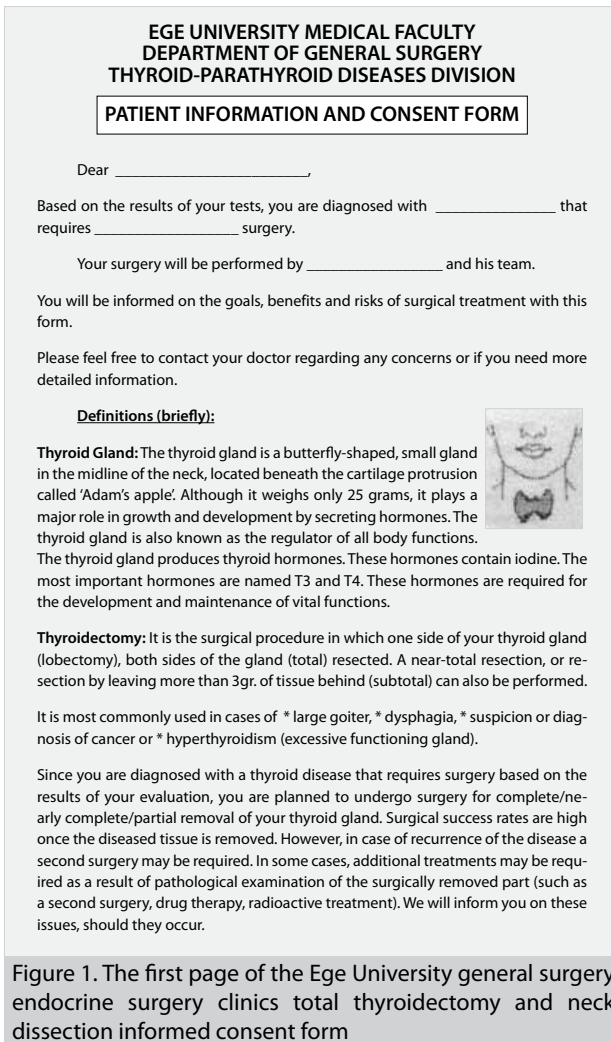 EGE UNIVERSITY MEDICAL FACULTY
DEPARTMENT OF GENERAL SURGERY
THYROID-PARATHYROID DISEASES DIVISION
PATIENT INFORMATION AND CONSENT FORM
Dear ________________________,
Based on the results of your tests, you are diagnosed with _______________ that
requires __________________ surgery.
Your surgery will be performed by _________________ and his team.
You will be informed on the goals, benefits and risks of surgical treatment with this
form.
Please feel free to contact your doctor regarding any concerns or if you need more
detailed information.
Definitions (briefly):
Thyroid Gland: The thyroid gland is a butterfly-shaped, small gland
in the midline of the neck, located beneath the cartilage protrusion
called 'Adam's apple'. Although it weighs only 25 grams, it plays a
major role in growth and development by secreting hormones. The
thyroid gland is also known as the regulator of all body functions.
The thyroid gland produces thyroid hormones. These hormones contain iodine. The
most important hormones are named T3 and T4. These hormones are required for
the development and maintenance of vital functions.
Thyroidectomy: It is the surgical procedure in which one side of your thyroid gland
(lobectomy), both sides of the gland (total) resected. A near-total resection, or re-
section by leaving more than 3gr. of tissue behind (subtotal) can also be performed.
It is most commonly used in cases of * large goiter, * dysphagia, * suspicion or diag-
nosis of cancer or * hyperthyroidism (excessive functioning gland).
Since you are diagnosed with a thyroid disease that requires surgery based on the
results of your evaluation, you are planned to undergo surgery for complete/ne-
arly complete/partial removal of your thyroid gland. Surgical success rates are high
once the diseased tissue is removed. However, in case of recurrence of the disease a
second surgery may be required. In some cases, additional treatments may be requ-
ired as a result of pathological examination of the surgically removed part (such as
a second surgery, drug therapy, radioactive treatment). We will inform you on these
issues, should they occur.
Figure 1. The first page of the Ege University general surgery
endocrine surgery clinics total thyroidectomy and neck
dissection informed consent form